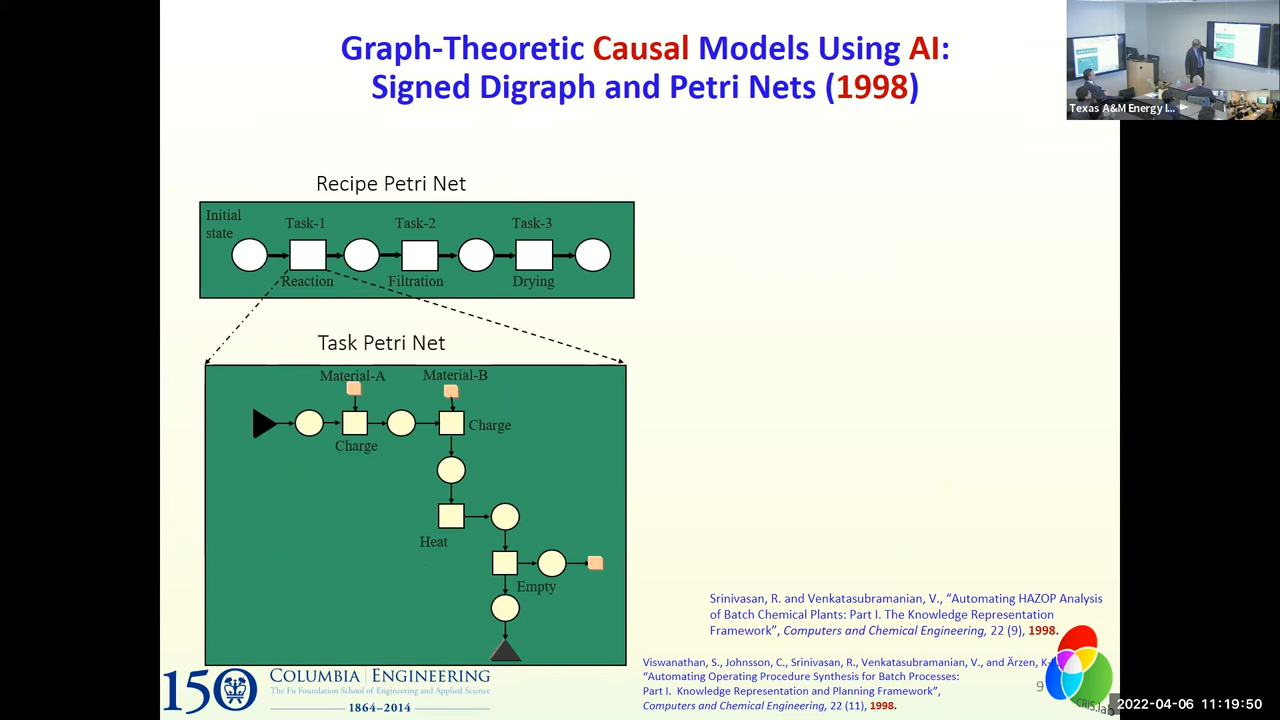 Graph-Theoretic Causal Models Using AI:
Signed Digraph and Petri Nets (1998)
Texas A&M Energy I...
Recipe Petri Net
Initial
state
Task-1
Task-2
Task-3
Reaction
Filtration
Drying
Task Petri Net
Material-A
Material-B
Charge
Charge
Heat
Empty
Srinivasan, R. and Venkatasubramanian, V., “Automating HAZOP Analysis
of Batch Chemical Plants: Part I. The Knowledge Representation
Framework”, Computers and Chemical Engineering, 22 (9), 1998.
Viswanathan, S., Johnsson, C., Srinivasan, R., Venkatasubramanian, V., and Ärzen, K-
“Automating Operating Procedure Synthesis for Batch Processes:
Part I. Knowledge Representation and Planning Framework”,
Computers and Chemical Engineering, 22 (11), 1998.
150
COLUMBIA | ENGINEERING
The Fu Foundation School of Engineering and Applied Science
1864–2014
9
CRIS.lab
2022-04-06 11:19:50